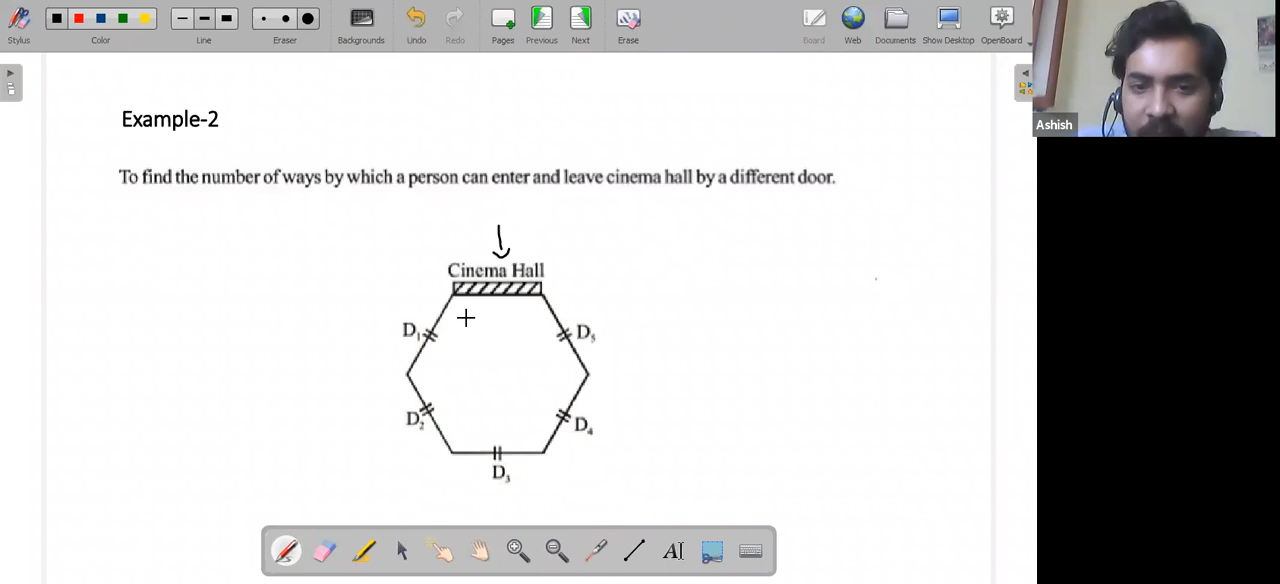 Stylus
Color
Line
Eraser
Backgrounds
Undo
Redo
Pages
Previous
Next
Erase
Board
Web
Documents
Show Desktop
OpenBoard
Ashish
Example-2
To find the number of ways by which a person can enter and leave cinema hall by a different door.
Cinema Hall
D₁
D₅
D₂
D₄
D₃
A